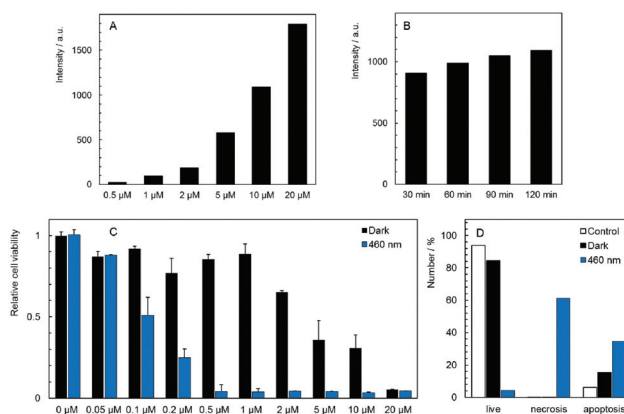 A
Intensity / a.u.
1500
1000
500
0
0.5 µM 1 µM 2 µM 5 µM 10 µM 20 µM
B
Intensity / a.u.
1000
500
0
30 min 60 min 90 min 120 min
C
Dark
460 nm
Relative cell viability
1
0.5
0
0 µM 0.05 µM 0.1 µM 0.2 µM 0.5 µM 1 µM 2 µM 5 µM 10 µM 20 µM
D
Control
Dark
460 nm
Number / %
100
80
60
40
20
0
live necrosis apoptosis